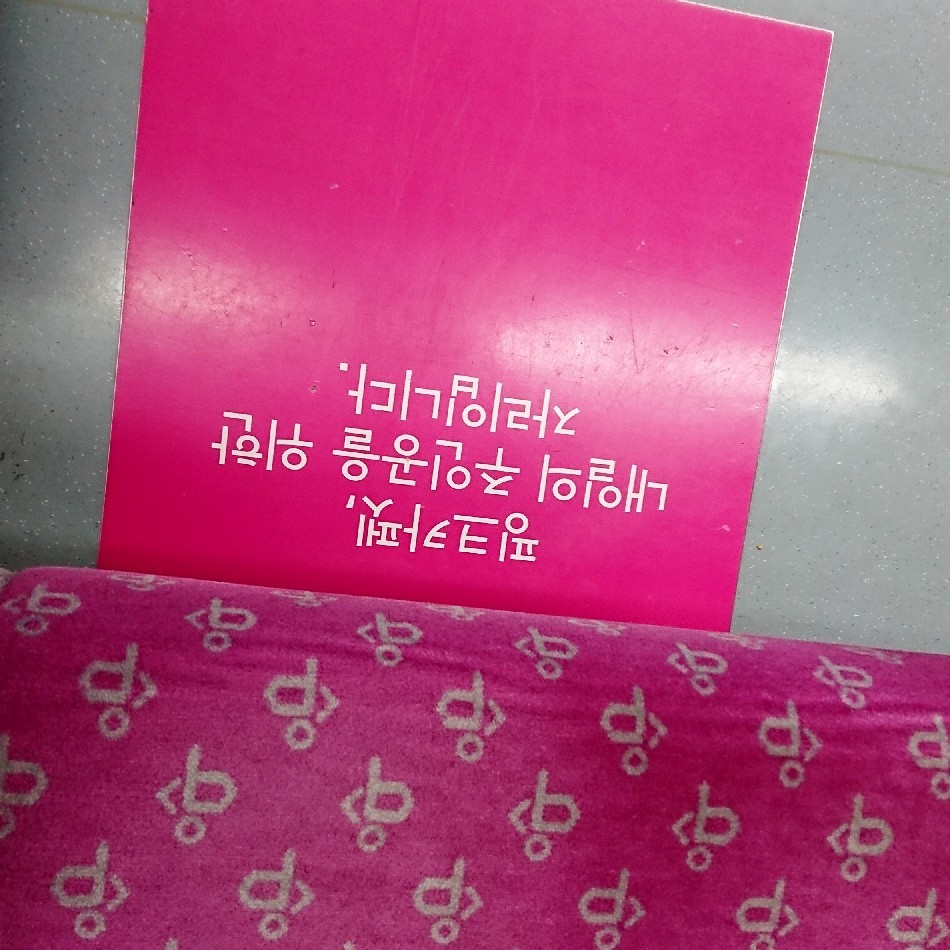 핑크카펫,
내일의 주인공을 위한
자리입니다.